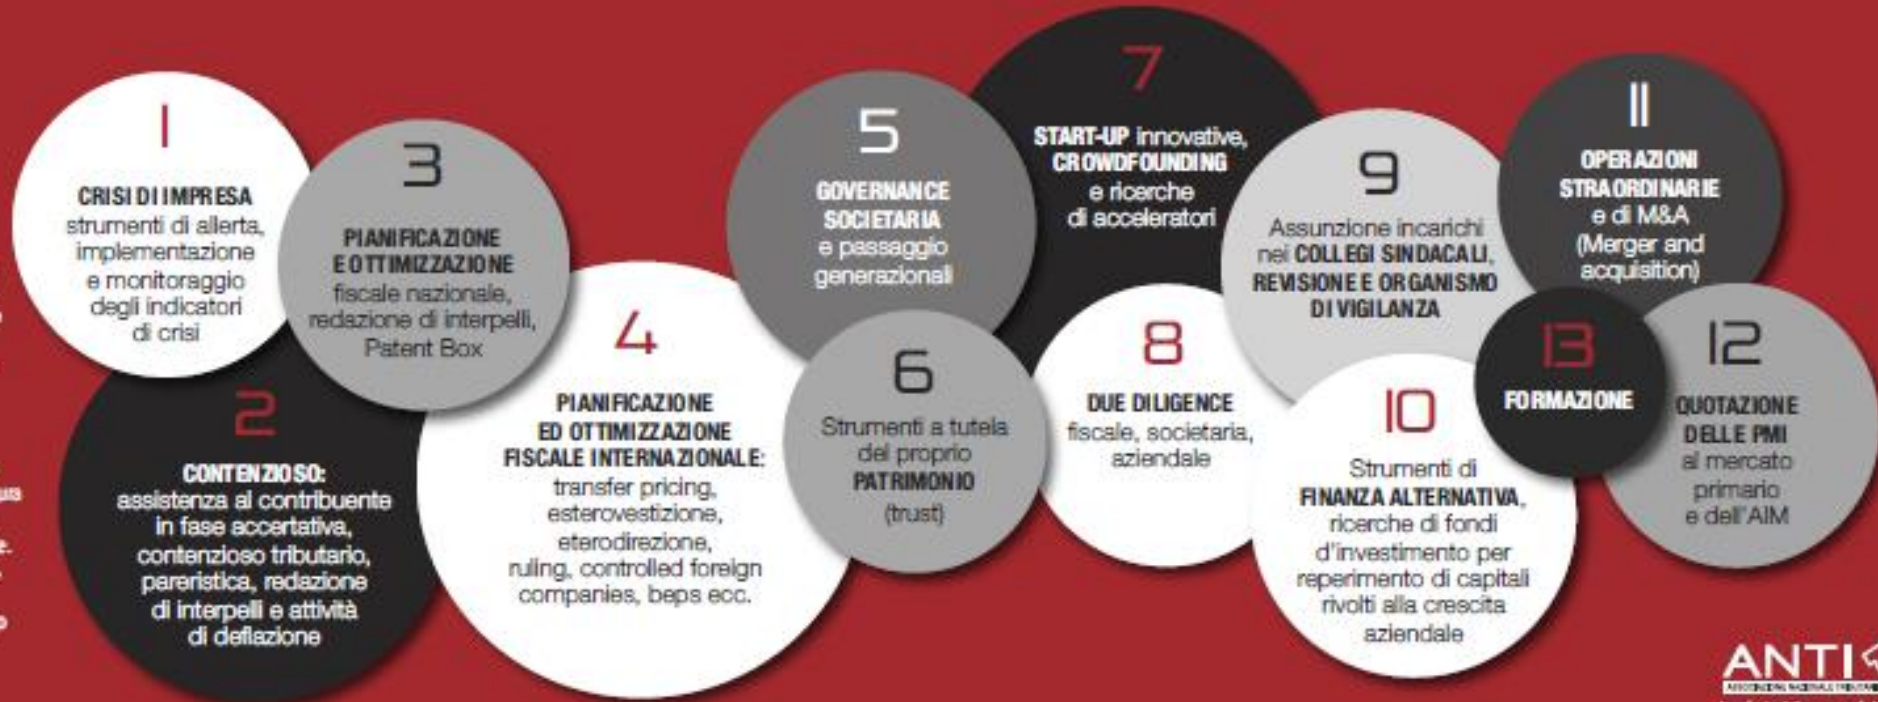 1
CRISI DI IMPRESA
strumenti di allerta,
implementazione
e monitoraggio
degli indicatori
di crisi
2
CONTENZIOSO:
assistenza al contribuente
in fase accertativa,
contenzioso tributario,
pareristica, redazione
di interpelli e attività
di deflazione
3
PIANIFICAZIONE
E OTTIMIZZAZIONE
fiscale nazionale,
redazione di interpelli,
Patent Box
4
PIANIFICAZIONE
ED OTTIMIZZAZIONE
FISCALE INTERNAZIONALE:
transfer pricing,
esterovestizione,
eterodirezione,
ruling, controlled foreign
companies, beps ecc.
5
GOVERNANCE
SOCIETARIA
e passaggio
generazionali
6
Strumenti a tutela
del proprio
PATRIMONIO
(trust)
7
START-UP innovative,
CROWDFOUNDING
e ricerche
di acceleratori
8
DUE DILIGENCE
fiscale, societaria,
aziendale
9
Assunzione incarichi
nei COLLEGI SINDACALI,
REVISIONE E ORGANISMO
DI VIGILANZA
10
Strumenti di
FINANZA ALTERNATIVA,
ricerche di fondi
d'investimento per
reperimento di capitali
rivolti alla crescita
aziendale
11
OPERAZIONI
STRAORDINARIE
e di M&A
(Merger and
acquisition)
12
QUOTAZIONE
DELLE PMI
al mercato
primario
e dell'AIM
13
FORMAZIONE
ANTI